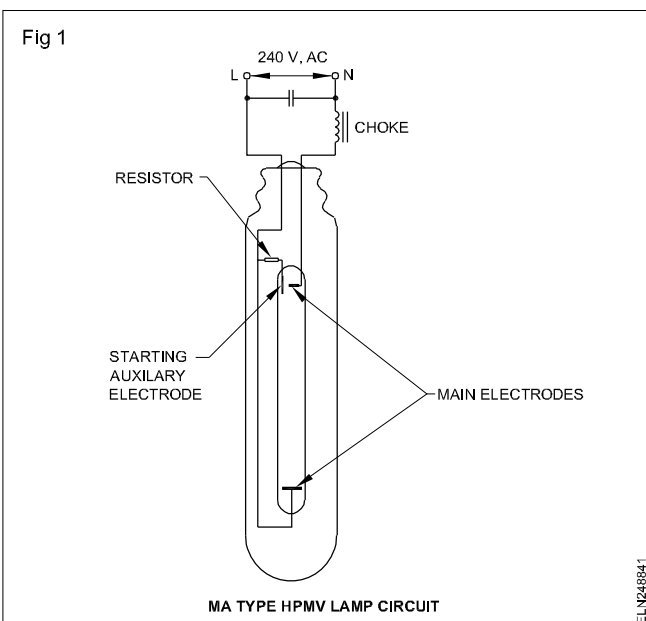 Fig 1
240 V, AC
L
N
CHOKE
RESISTOR
STARTING
AUXILARY
ELECTRODE
MAIN ELECTRODES
MA TYPE HPMV LAMP CIRCUIT
ELN248841